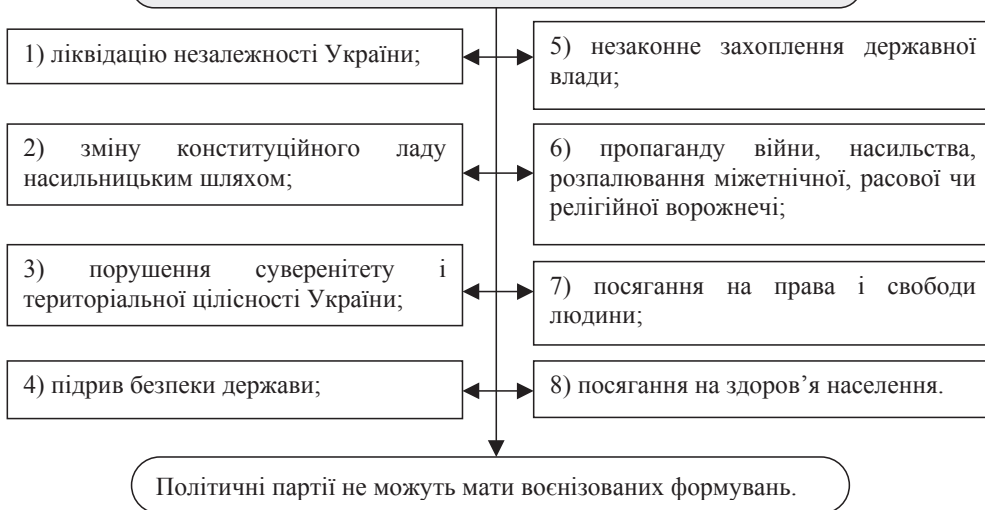 1) ліквідацію незалежності України;
2) зміну конституційного ладу
насильницьким шляхом;
3) порушення суверенітету і
територіальної цілісності України;
4) підрив безпеки держави;
5) незаконне захоплення державної
влади;
6) пропаганду війни, насильства,
розпалювання міжетнічної, расової чи
релігійної ворожнечі;
7) посягання на права і свободи
людини;
8) посягання на здоров’я населення.
Політичні партії не можуть мати воєнізованих формувань.